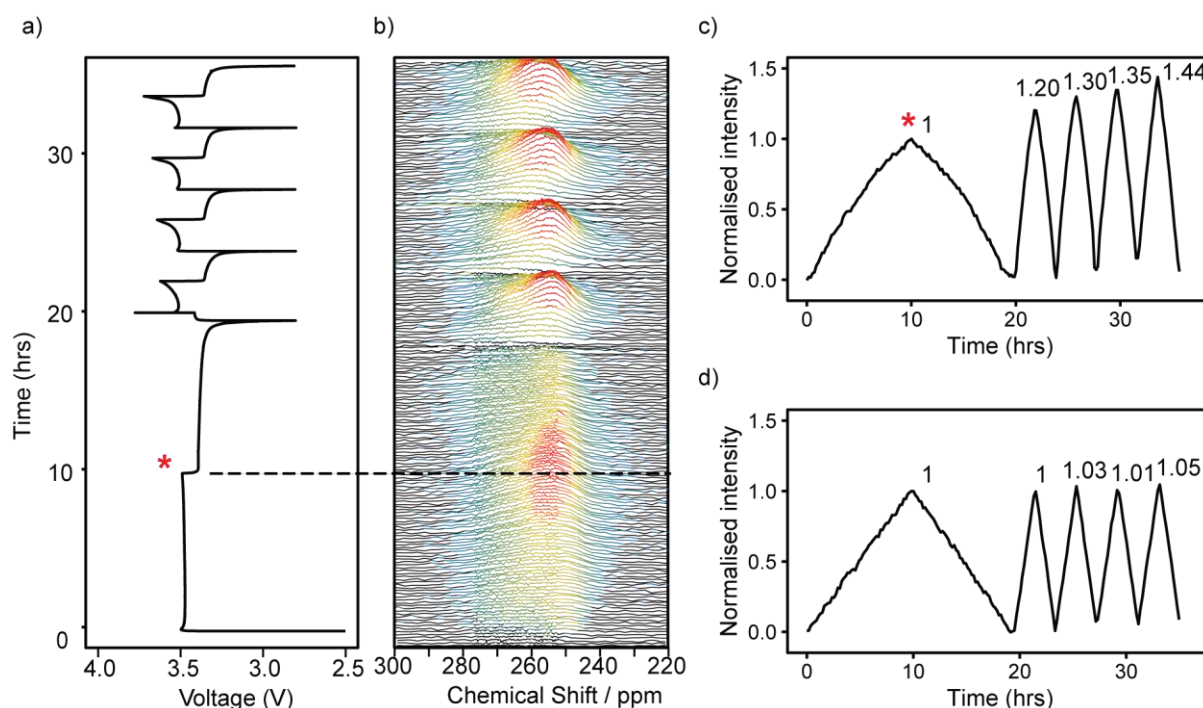 a)
Time (hrs)
30
20
*
10
0
4.0 3.5 3.0 2.5
Voltage (V)
b)
300 280 260 240 220
Chemical Shift / ppm
c)
Normalised intensity
1.5
1.0
0.5
0.0
* 1
1.20 1.30 1.35 1.44
0 10 20 30
Time (hrs)
d)
Normalised intensity
1.5
1.0
0.5
0.0
1
1 1.03 1.01 1.05
0 10 20 30
Time (hrs)